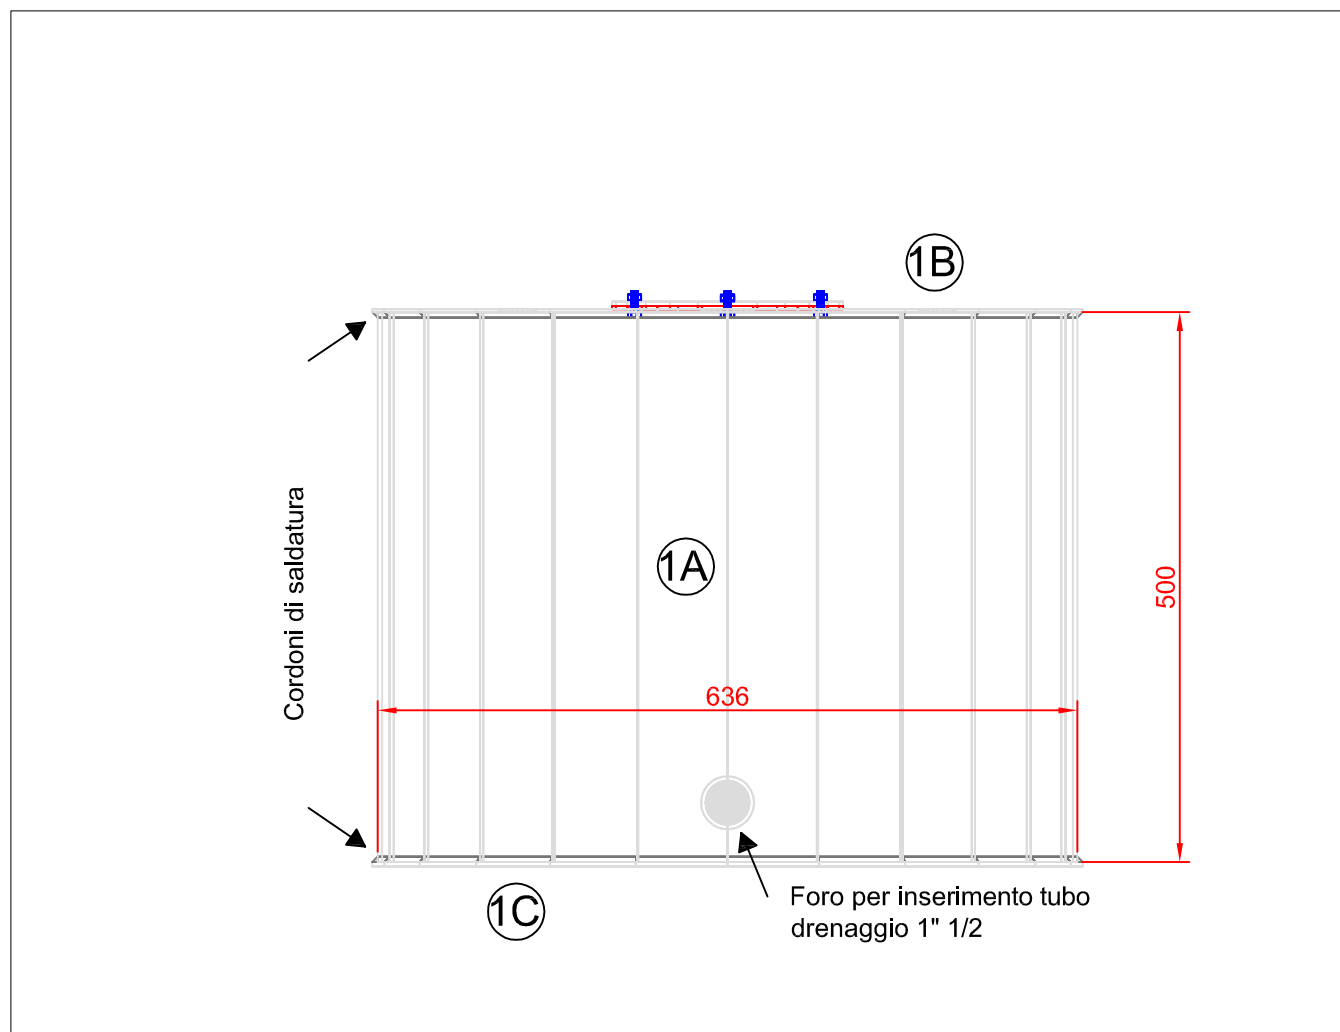 1B
Cordoni di saldatura
1A
500
636
Foro per inserimento tubo
drenaggio 1" 1/2
1C